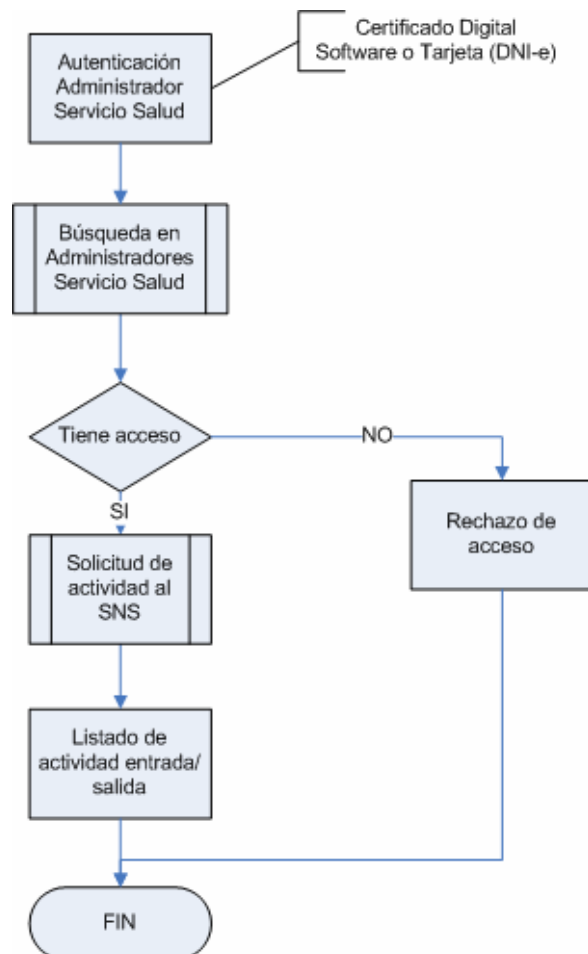 Certificado Digital
Software o Tarjeta (DNI-e)
Autenticación
Administrador
Servicio Salud
Búsqueda en
Administradores
Servicio Salud
Tiene acceso
NO
SI
Rechazo de
acceso
Solicitud de
actividad al
SNS
Listado de
actividad entrada/
salida
FIN